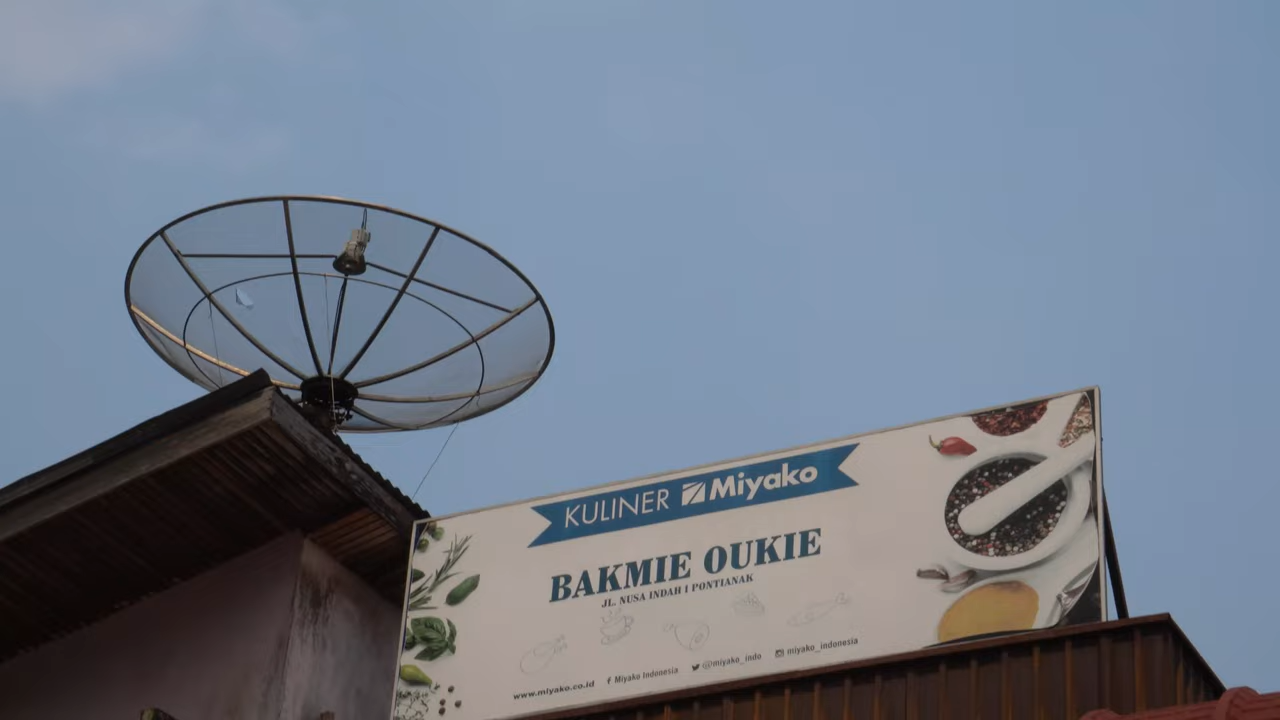 KULINER Miyako
BAKMIE OUKIE
JL. NUSA INDAH I PONTIANAK
www.miyako.co.id Miyako Indonesia @miyako_indo miyako_indonesia